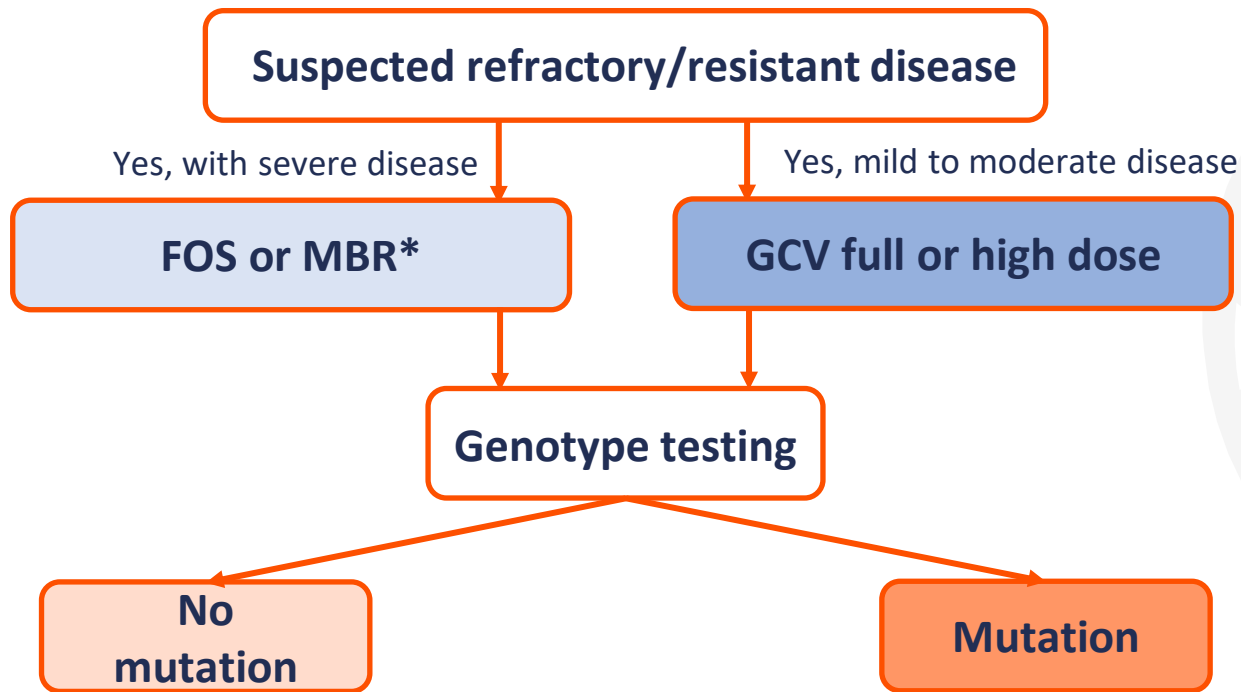 Suspected refractory/resistant disease
Yes, with severe disease
Yes, mild to moderate disease
FOS or MBR*
GCV full or high dose
Genotype testing
No
mutation
Mutation